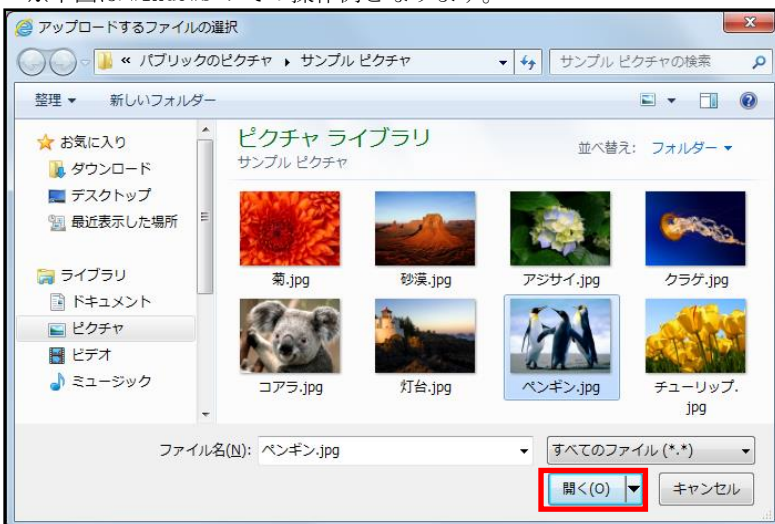 アップロードするファイルの選択
« パブリックのピクチャ ▸ サンプル ピクチャ
サンプル ピクチャの検索
整理 ▼ 新しいフォルダー
お気に入り
ダウンロード
デスクトップ
最近表示した場所
ライブラリ
ドキュメント
ピクチャ
ビデオ
ミュージック
ピクチャ ライブラリ
サンプル ピクチャ
並べ替え: フォルダー ▼
菊.jpg 砂漠.jpg アジサイ.jpg クラゲ.jpg
コアラ.jpg 灯台.jpg ペンギン.jpg チューリップ.
jpg
ファイル名(N): ペンギン.jpg すべてのファイル (*.*)
開く(O) キャンセル